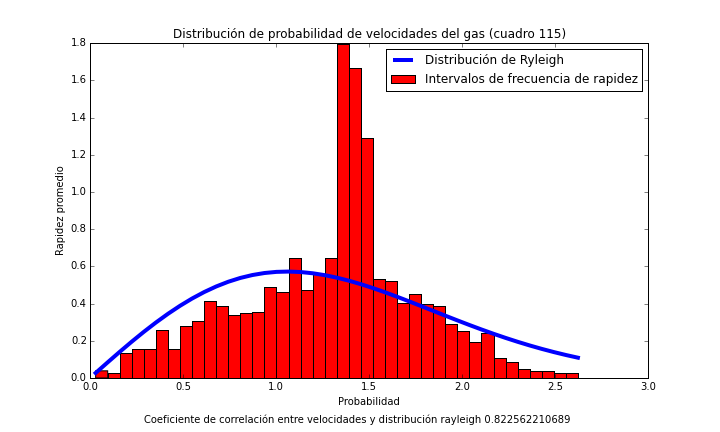 Distribución de probabilidad de velocidades del gas (cuadro 115)
Distribución de Ryleigh
Intervalos de frecuencia de rapidez
Rapidez promedio
1.8
1.6
1.4
1.2
1.0
0.8
0.6
0.4
0.2
0.0
0.0 0.5 1.0 1.5 2.0 2.5 3.0
Probabilidad
Coeficiente de correlación entre velocidades y distribución rayleigh 0.822562210689